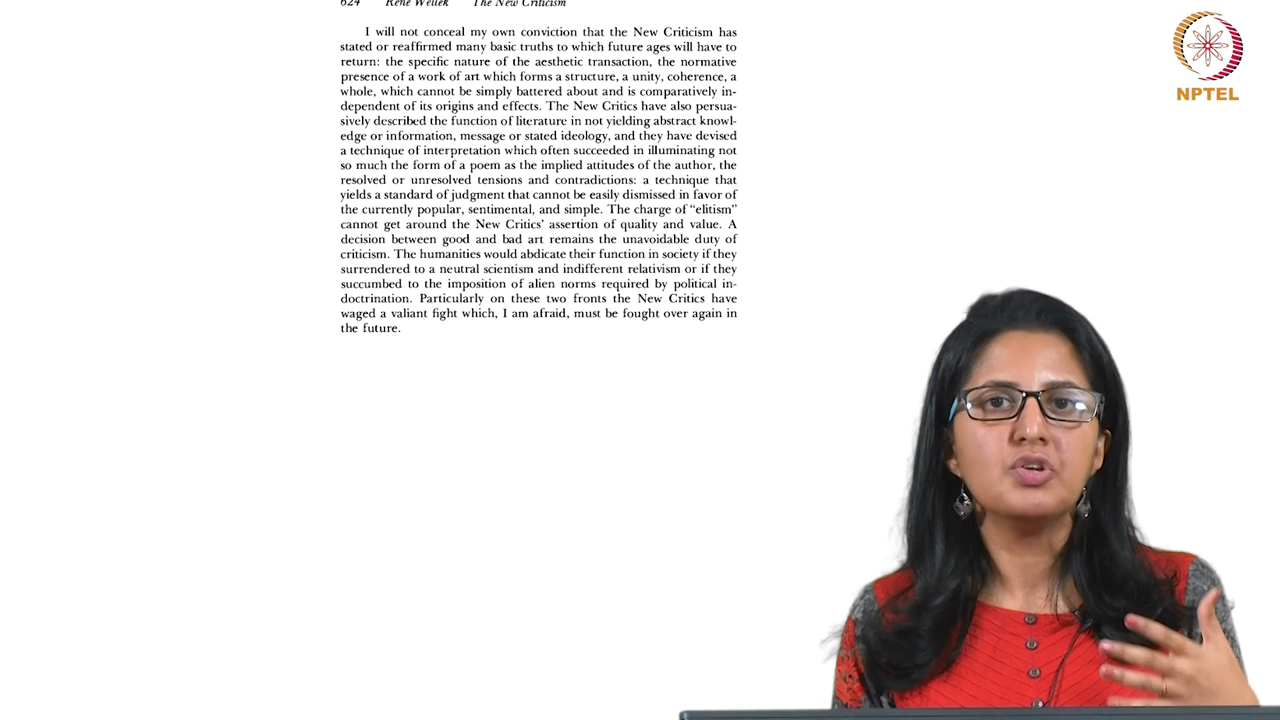 624 René Wellek The New Criticism
I will not conceal my own conviction that the New Criticism has
stated or reaffirmed many basic truths to which future ages will have to
return: the specific nature of the aesthetic transaction, the normative
presence of a work of art which forms a structure, a unity, coherence, a
whole, which cannot be simply battered about and is comparatively in-
dependent of its origins and effects. The New Critics have also persua-
sively described the function of literature in not yielding abstract knowl-
edge or information, message or stated ideology, and they have devised
a technique of interpretation which often succeeded in illuminating not
so much the form of a poem as the implied attitudes of the author, the
resolved or unresolved tensions and contradictions: a technique that
yields a standard of judgment that cannot be easily dismissed in favor of
the currently popular, sentimental, and simple. The charge of "elitism"
cannot get around the New Critics' assertion of quality and value. A
decision between good and bad art remains the unavoidable duty of
criticism. The humanities would abdicate their function in society if they
surrendered to a neutral scientism and indifferent relativism or if they
succumbed to the imposition of alien norms required by political in-
doctrination. Particularly on these two fronts the New Critics have
waged a valiant fight which, I am afraid, must be fought over again in
the future.
NPTEL